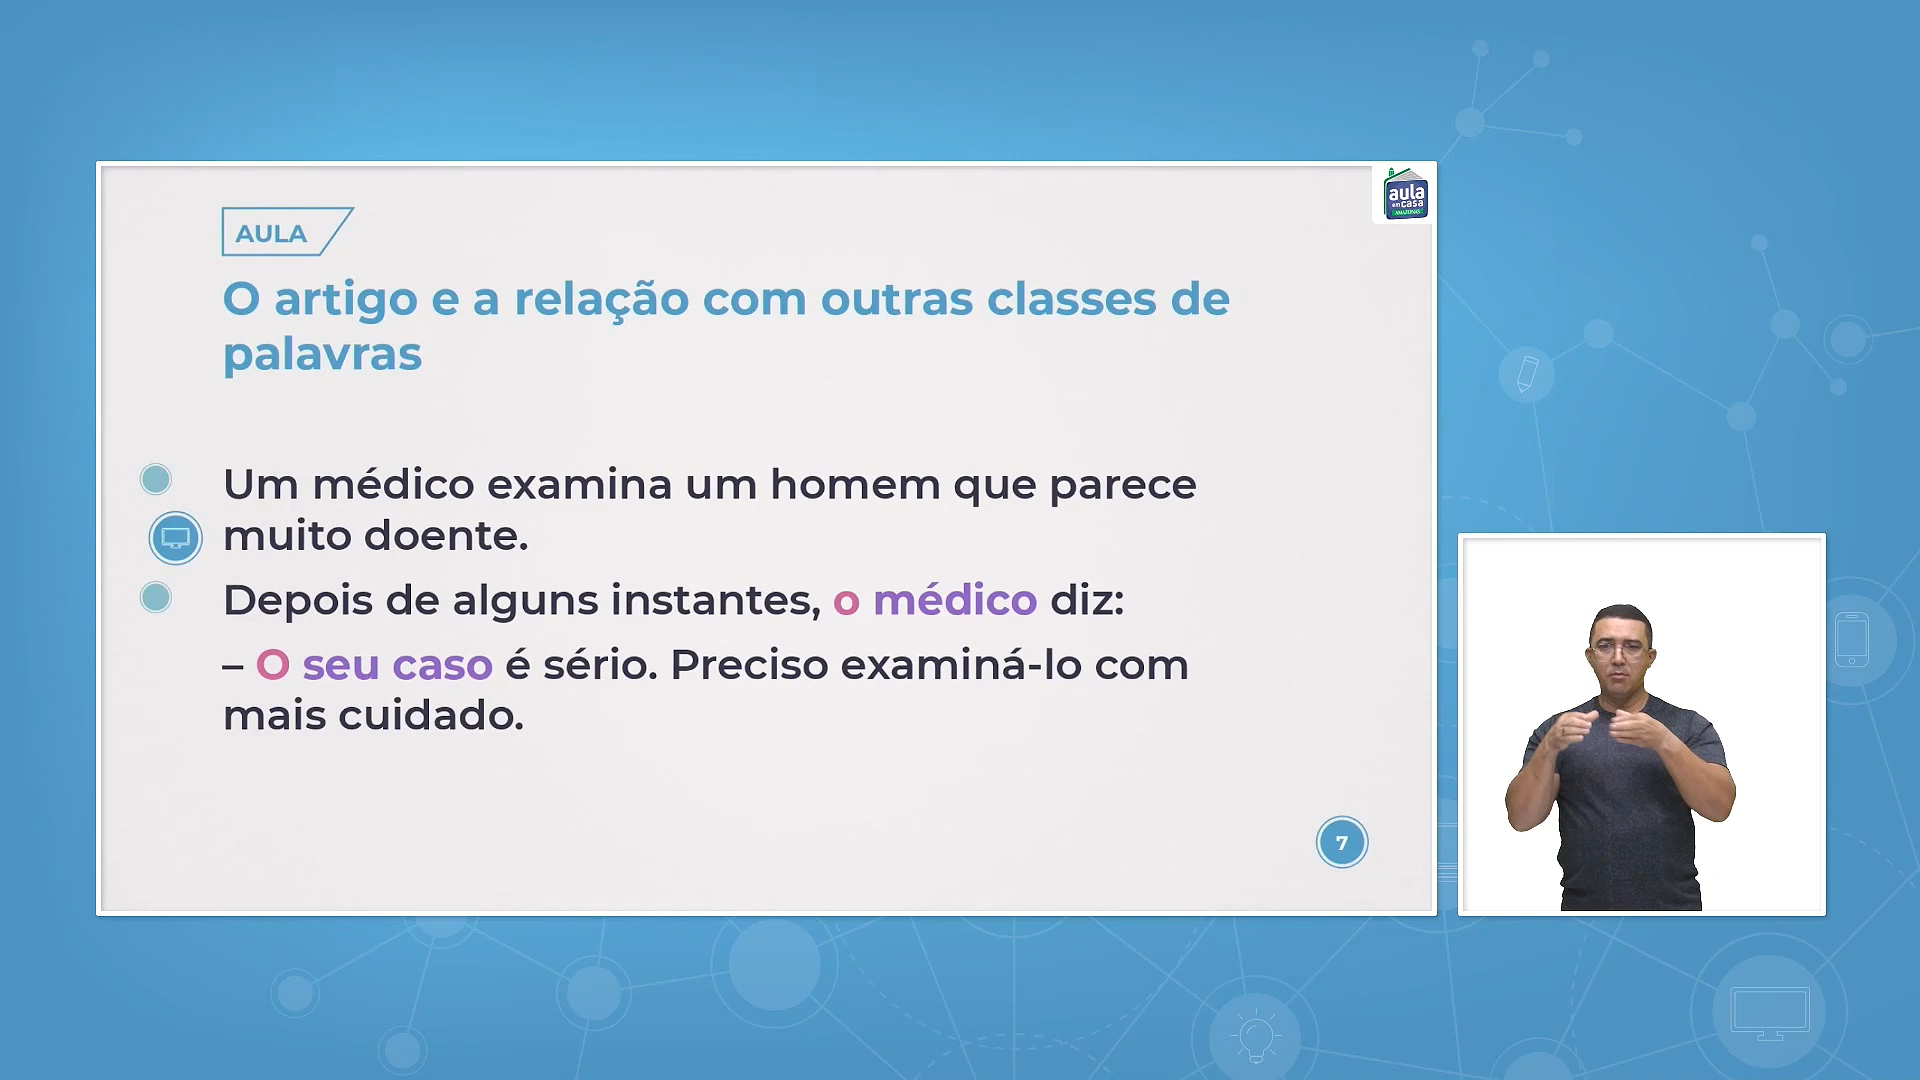 aula
em casa
AMAZONAS
AULA
O artigo e a relação com outras classes de
palavras
Um médico examina um homem que parece
muito doente.
Depois de alguns instantes, o médico diz:
– O seu caso é sério. Preciso examiná-lo com
mais cuidado.
7